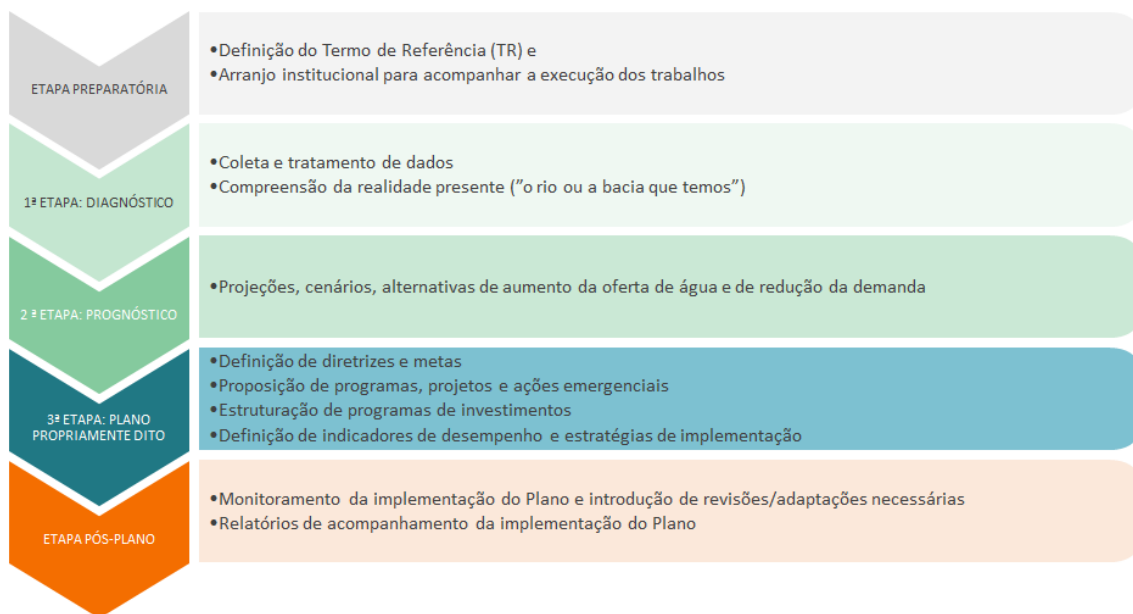 ETAPA PREPARATÓRIA
•Definição do Termo de Referência (TR) e
•Arranjo institucional para acompanhar a execução dos trabalhos
1ª ETAPA: DIAGNÓSTICO
•Coleta e tratamento de dados
•Compreensão da realidade presente ("o rio ou a bacia que temos”)
2 ª ETAPA: PROGNÓSTICO
•Projeções, cenários, alternativas de aumento da oferta de água e de redução da demanda
3ª ETAPA: PLANO
PROPRIAMENTE DITO
•Definição de diretrizes e metas
•Proposição de programas, projetos e ações emergenciais
•Estruturação de programas de investimentos
•Definição de indicadores de desempenho e estratégias de implementação
ETAPA PÓS-PLANO
•Monitoramento da implementação do Plano e introdução de revisões/adaptações necessárias
•Relatórios de acompanhamento da implementação do Plano